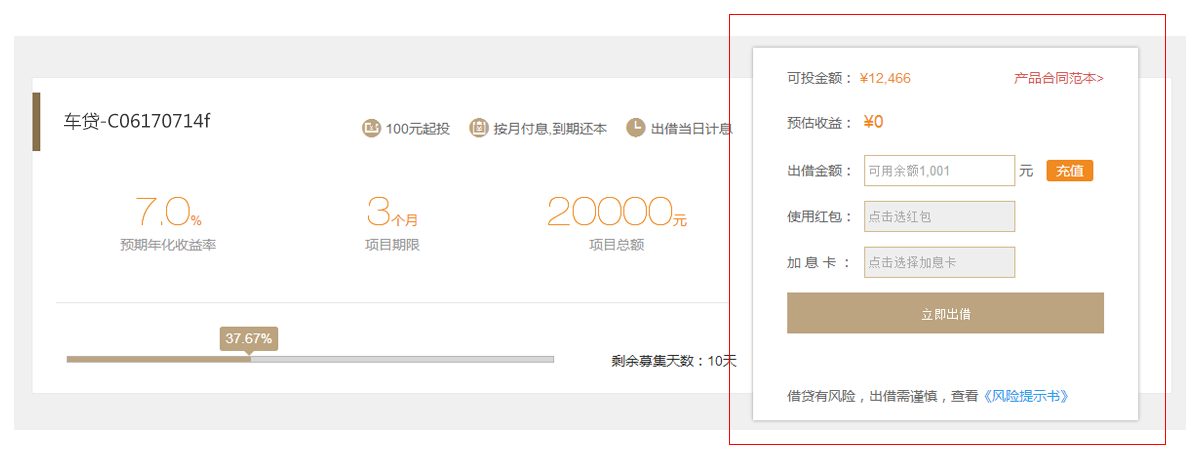 车贷-C06170714f
100元起投 按月付息,到期还本 出借当日计息
7.0% 3个月 20000元
预期年化收益率 项目期限 项目总额
37.67%
剩余募集天数：10天
可投金额： ¥12,466 产品合同范本>
预估收益： ¥0
出借金额： 可用余额1,001 元 充值
使用红包： 点击选红包
加 息 卡 ： 点击选择加息卡
立即出借
借贷有风险，出借需谨慎，查看《风险提示书》